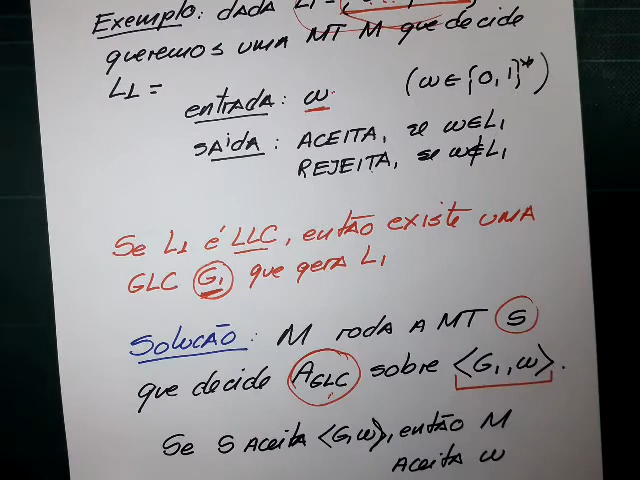 Exemplo: dada L1 =
queremos uma MT M que decide
L1 =
entrada: w (w ∈ {0,1}*)
saída: ACEITA, se w∈L1
REJEITA, se w∉L1
Se L1 é LLC, então existe uma
GLC G1 que gera L1
Solucão: M roda a MT S
que decide AGLC sobre <G1, w>.
Se S aceita <G,w>, então M
aceita w